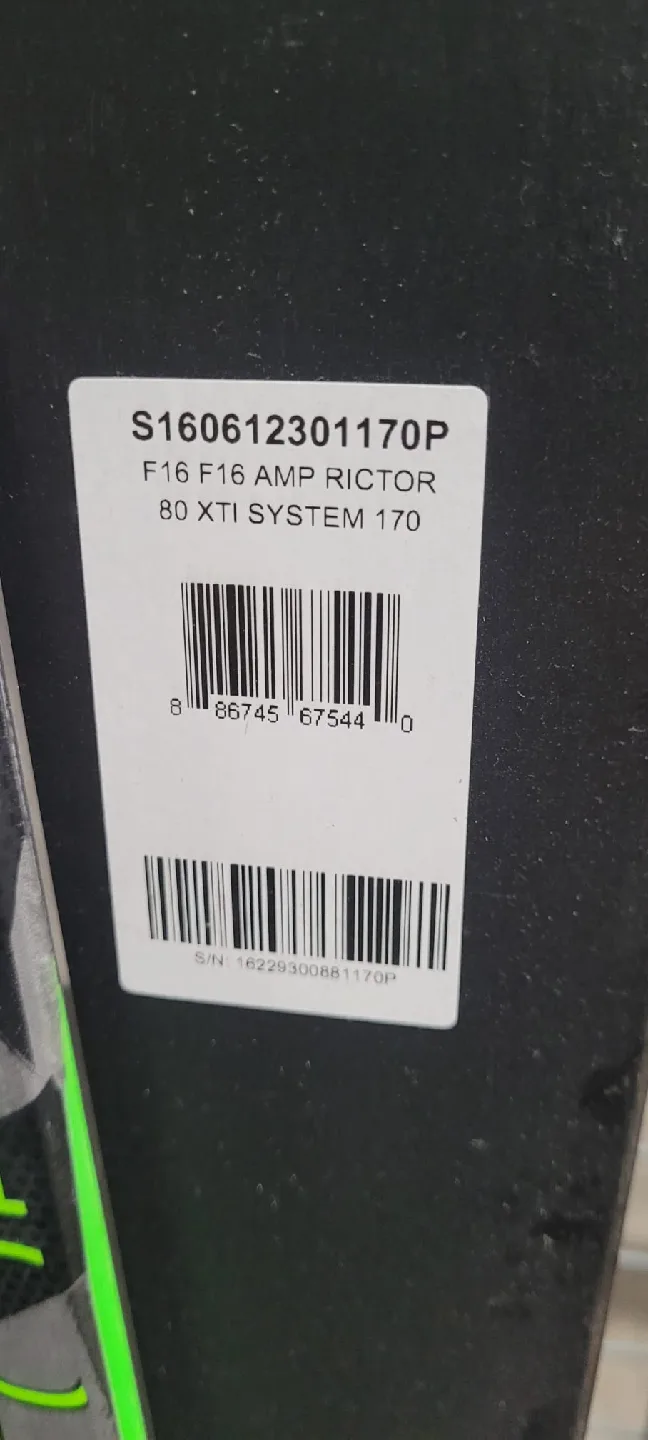 S160612301170P
F16 F16 AMP RICTOR
80 XTI SYSTEM 170
8 86745 67544 0
S/N: 16229300881170P